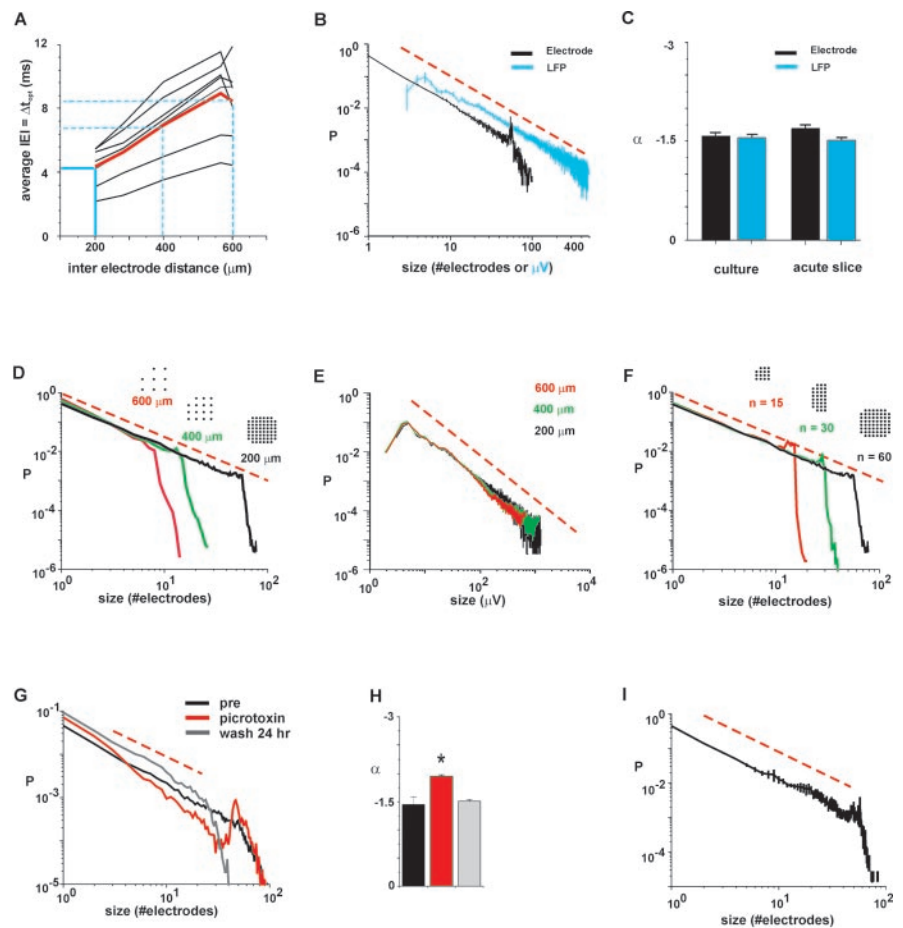 A
average IEI = Δt_opt (ms)
12
8
4
0
200
400
600
inter electrode distance (μm)
B
P
10^0
10^-2
10^-4
10^-6
1
10
100
400
size (#electrodes or μV)
Electrode
LFP
C
α
-3
-1.5
0
Electrode
LFP
culture
acute slice
D
P
10^0
10^-2
10^-4
10^-6
10^0
10^1
10^2
size (#electrodes)
600 μm
400 μm
200 μm
E
P
10^0
10^-2
10^-4
10^-6
10^0
10^2
10^4
size (μV)
600 μm
400 μm
200 μm
F
P
10^0
10^-2
10^-4
10^-6
10^0
10^1
10^2
size (#electrodes)
n = 15
n = 30
n = 60
G
P
10^-1
10^-3
10^-5
10^0
10^1
10^2
size (#electrodes)
pre
picrotoxin
wash 24 hr
H
α
-3
-1.5
0
*
I
P
10^0
10^-2
10^-4
10^0
10^1
10^2
size (#electrodes)